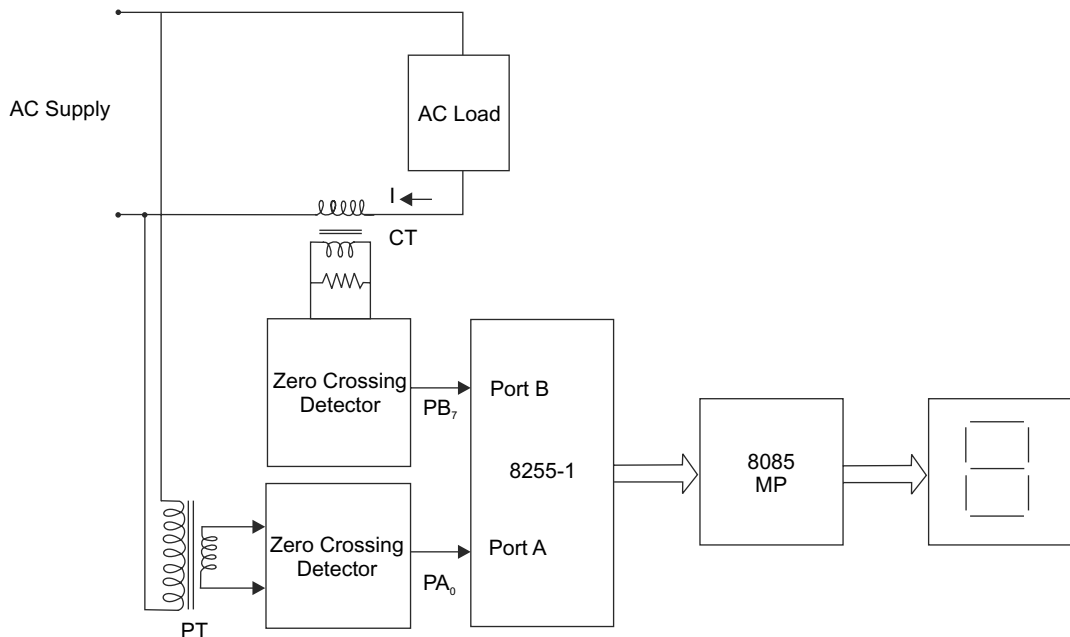 AC Supply
AC Load
I
CT
Zero Crossing
Detector
PB₇
Port B
8255-1
8085
MP
Zero Crossing
Detector
PA₀
Port A
PT